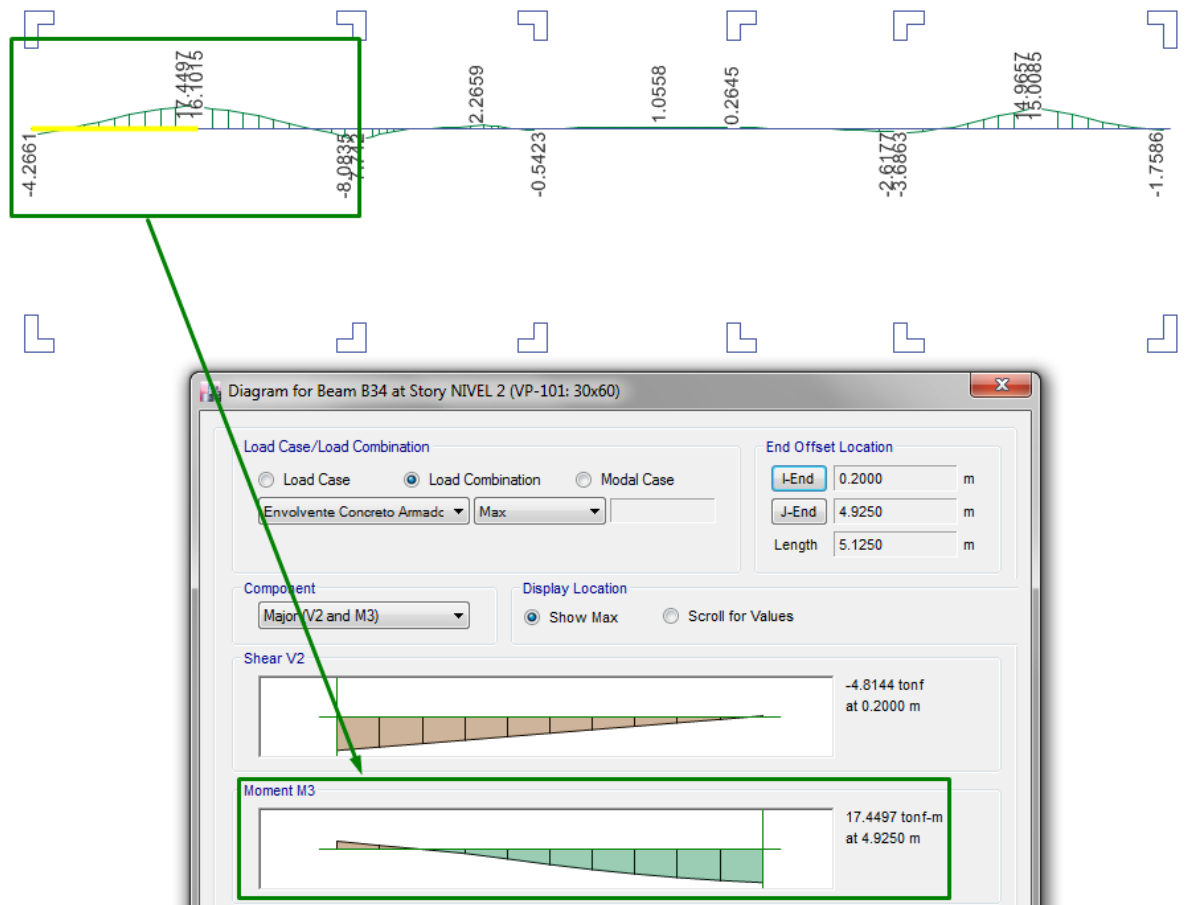 17.4497
16.1015
2.2659
1.0558
0.2645
14.9657
15.0085
-4.2661
-8.0835
-0.5423
-2.6177
-3.6863
-1.7586
Diagram for Beam B34 at Story NIVEL 2 (VP-101: 30x60)
Load Case/Load Combination
End Offset Location
Load Case
Load Combination
Modal Case
I-End
0.2000
m
Envolvente Concreto Armadc
Max
J-End
4.9250
m
Length
5.1250
m
Component
Display Location
Major (V2 and M3)
Show Max
Scroll for Values
Shear V2
-4.8144 tonf
at 0.2000 m
Moment M3
17.4497 tonf-m
at 4.9250 m